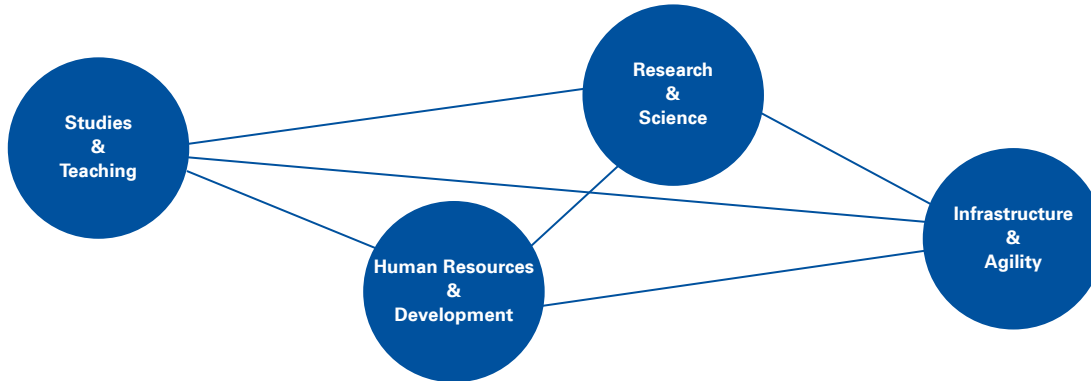 Studies
&
Teaching
Research
&
Science
Human Resources
&
Development
Infrastructure
&
Agility